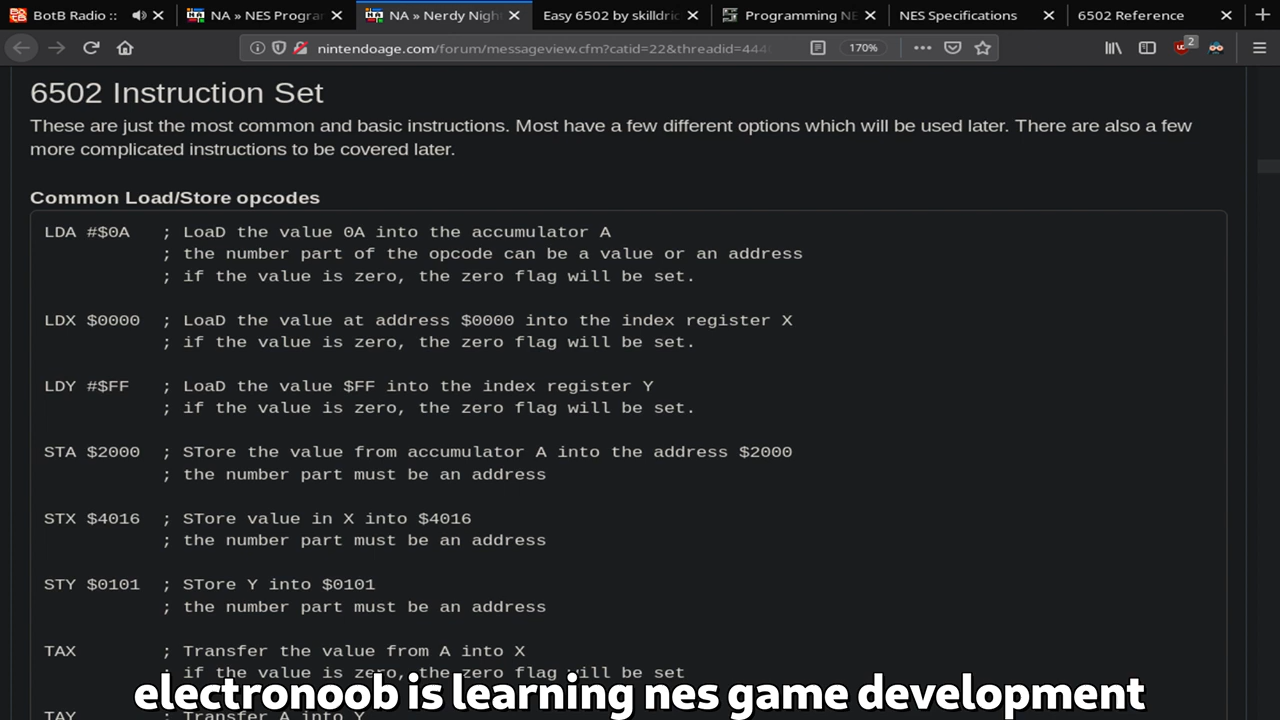 BotB Radio ::
NA » NES Progra
NA » Nerdy Nigh
Easy 6502 by skilldric
Programming NE
NES Specifications
6502 Reference
nintendoage.com/forum/messageview.cfm?catid=22&threadid=444
170%
2
6502 Instruction Set
These are just the most common and basic instructions. Most have a few different options which will be used later. There are also a few
more complicated instructions to be covered later.
Common Load/Store opcodes
LDA #$0A ; LoaD the value 0A into the accumulator A
; the number part of the opcode can be a value or an address
; if the value is zero, the zero flag will be set.
LDX $0000 ; LoaD the value at address $0000 into the index register X
; if the value is zero, the zero flag will be set.
LDY #$FF ; LoaD the value $FF into the index register Y
; if the value is zero, the zero flag will be set.
STA $2000 ; STore the value from accumulator A into the address $2000
; the number part must be an address
STX $4016 ; STore value in X into $4016
; the number part must be an address
STY $0101 ; STore Y into $0101
; the number part must be an address
TAX ; Transfer the value from A into X
; if the value is zero, the zero flag will be set
electronoob is learning nes game development
TAY ; Transfer A into Y